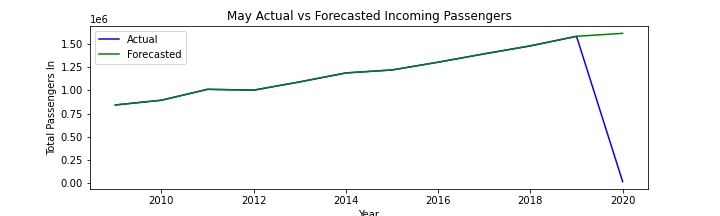 May Actual vs Forecasted Incoming Passengers
1e6
Actual
Forecasted
Total Passengers In
1.50
1.25
1.00
0.75
0.50
0.25
0.00
2010 2012 2014 2016 2018 2020
Year